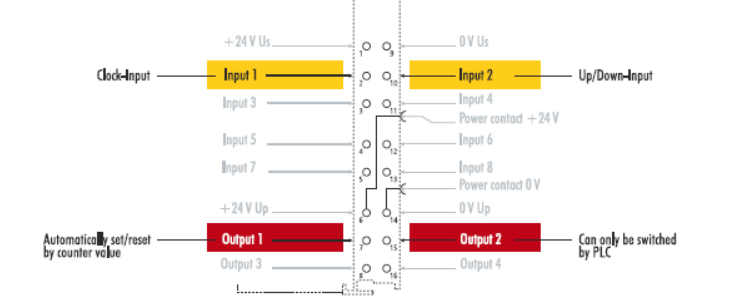 +24 V Us 0 V Us
1 9
Clock-Input Input 1 Input 2 Up/Down-Input
2 10
Input 3 Input 4
3 11
Power contact +24 V
Input 5 Input 6
4 12
Input 7 Input 8
5 13
Power contact 0 V
+24 V Up 0 V Up
6 14
Automatically set/reset Output 1 Output 2 Can only be switched
by counter value 7 15 by PLC
Output 3 Output 4
8 16